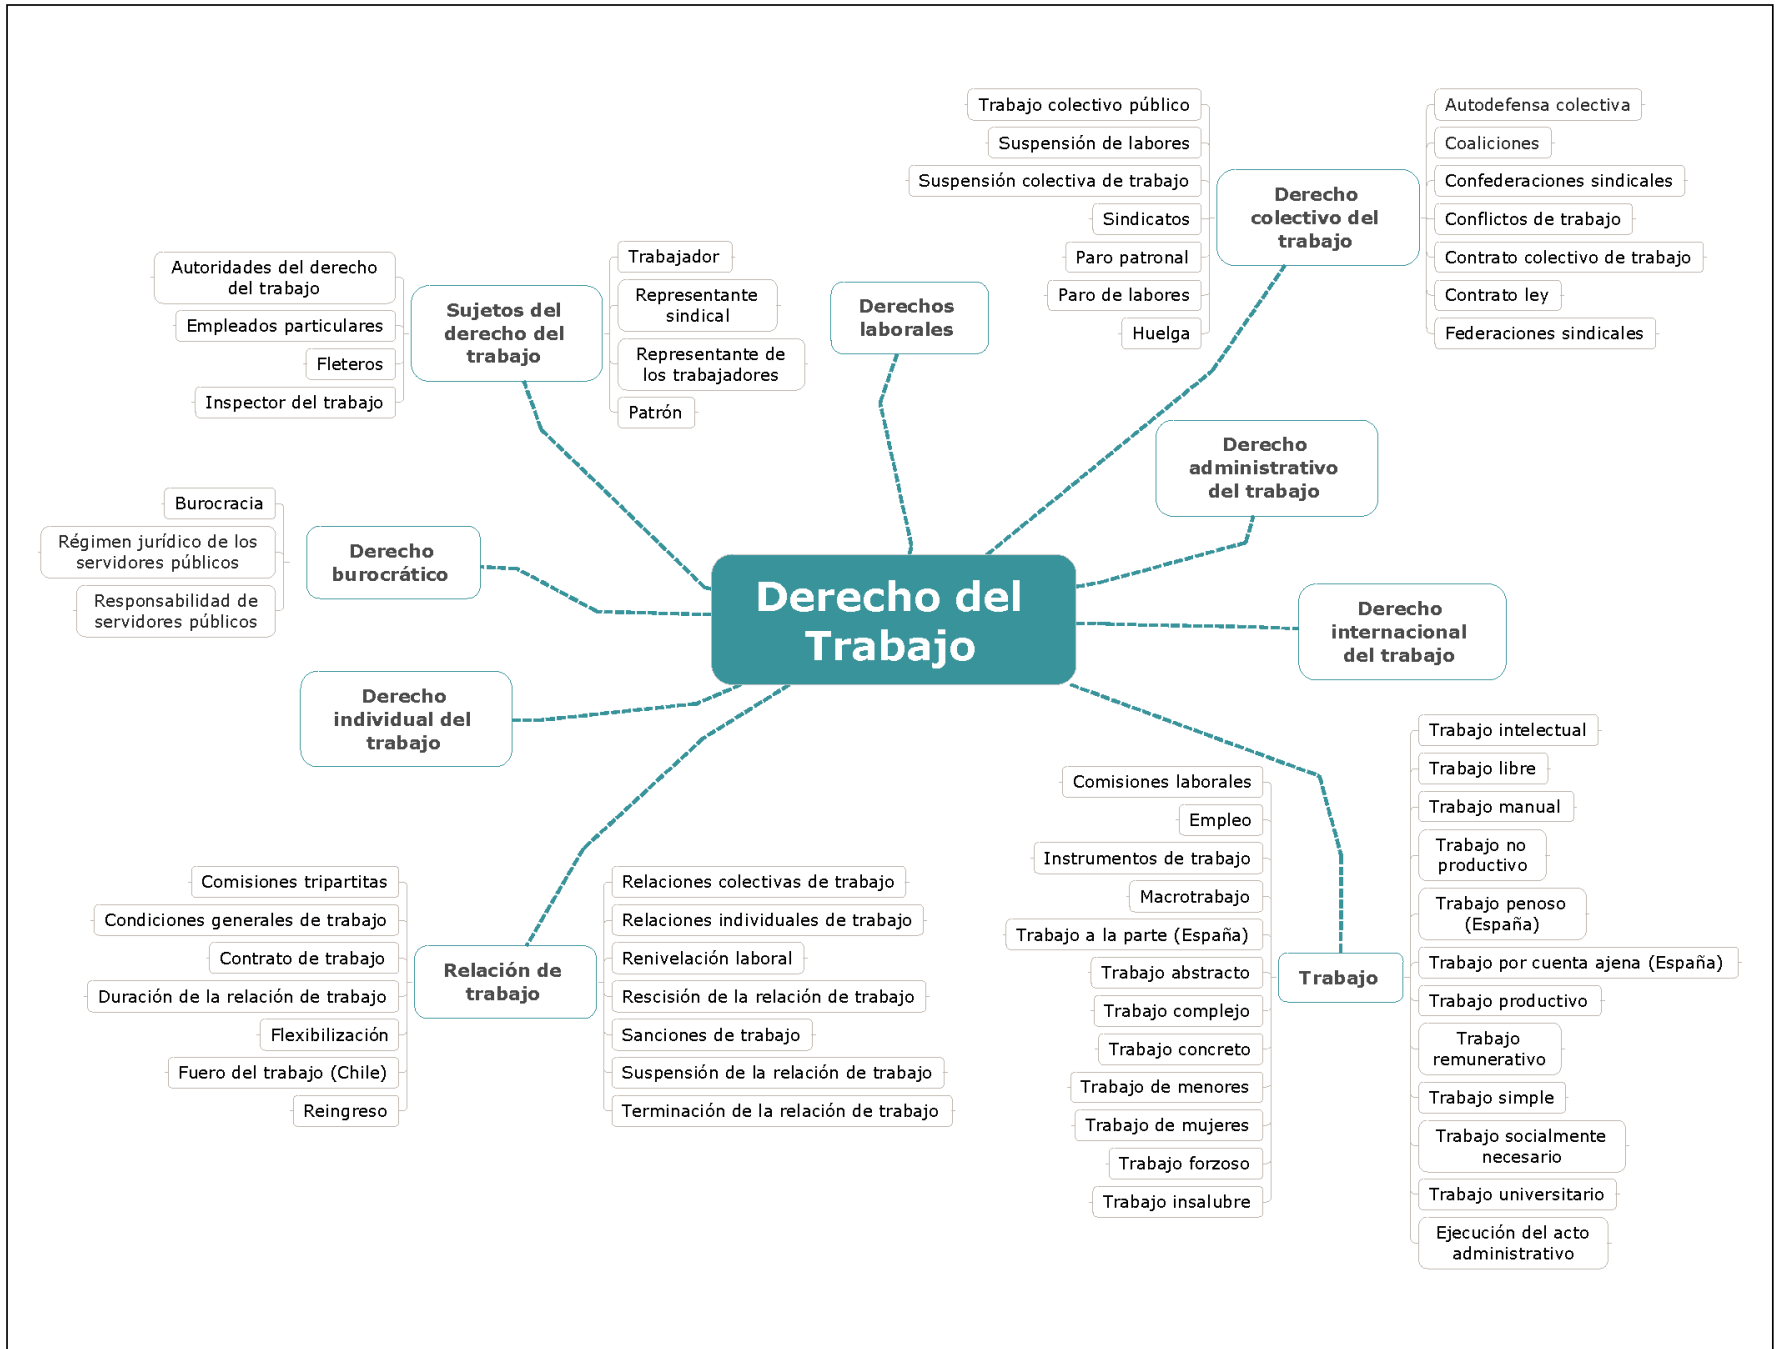 Derecho del
Trabajo
Sujetos del
derecho del
trabajo
Autoridades del derecho
del trabajo
Empleados particulares
Fleteros
Inspector del trabajo
Trabajador
Representante
sindical
Representante de
los trabajadores
Patrón
Derechos
laborales
Derecho
colectivo del
trabajo
Trabajo colectivo público
Suspensión de labores
Suspensión colectiva de trabajo
Sindicatos
Paro patronal
Paro de labores
Huelga
Autodefensa colectiva
Coaliciones
Confederaciones sindicales
Conflictos de trabajo
Contrato colectivo de trabajo
Contrato ley
Federaciones sindicales
Derecho
administrativo
del trabajo
Derecho
internacional
del trabajo
Derecho
burocrático
Burocracia
Régimen jurídico de los
servidores públicos
Responsabilidad de
servidores públicos
Derecho
individual del
trabajo
Relación de
trabajo
Comisiones tripartitas
Condiciones generales de trabajo
Contrato de trabajo
Duración de la relación de trabajo
Flexibilización
Fuero del trabajo (Chile)
Reingreso
Relaciones colectivas de trabajo
Relaciones individuales de trabajo
Renivelación laboral
Rescisión de la relación de trabajo
Sanciones de trabajo
Suspensión de la relación de trabajo
Terminación de la relación de trabajo
Trabajo
Comisiones laborales
Empleo
Instrumentos de trabajo
Macrotrabajo
Trabajo a la parte (España)
Trabajo abstracto
Trabajo complejo
Trabajo concreto
Trabajo de menores
Trabajo de mujeres
Trabajo forzoso
Trabajo insalubre
Trabajo intelectual
Trabajo libre
Trabajo manual
Trabajo no
productivo
Trabajo penoso
(España)
Trabajo por cuenta ajena (España)
Trabajo productivo
Trabajo
remunerativo
Trabajo simple
Trabajo socialmente
necesario
Trabajo universitario
Ejecución del acto
administrativo